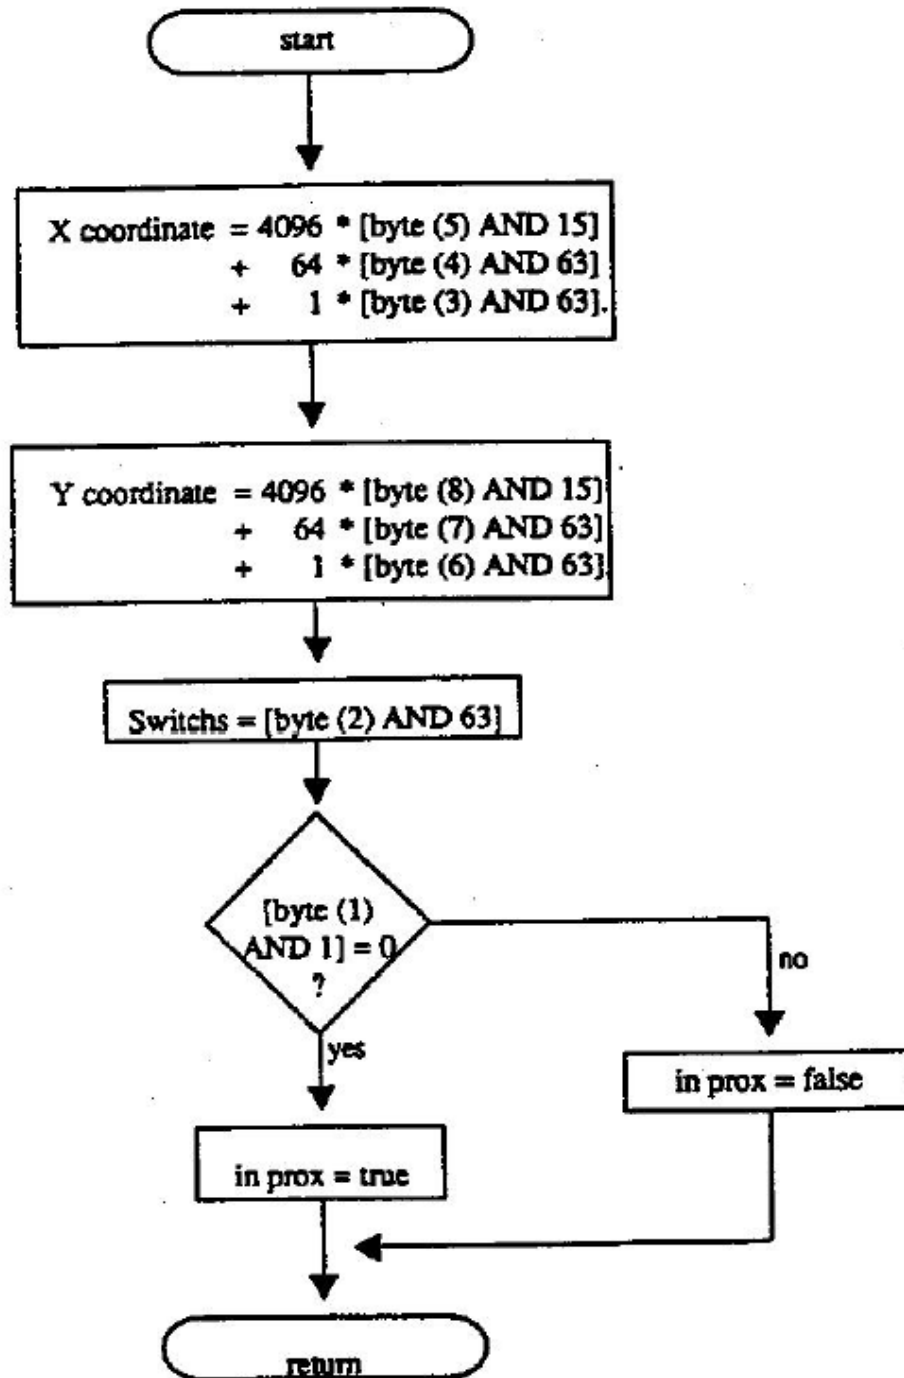 start
X coordinate = 4096 * [byte (5) AND 15]
+ 64 * [byte (4) AND 63]
+ 1 * [byte (3) AND 63].
Y coordinate = 4096 * [byte (8) AND 15]
+ 64 * [byte (7) AND 63]
+ 1 * [byte (6) AND 63].
Switchs = [byte (2) AND 63]
[byte (1)
AND 1] = 0
?
no
yes
in prox = false
in prox = true
return